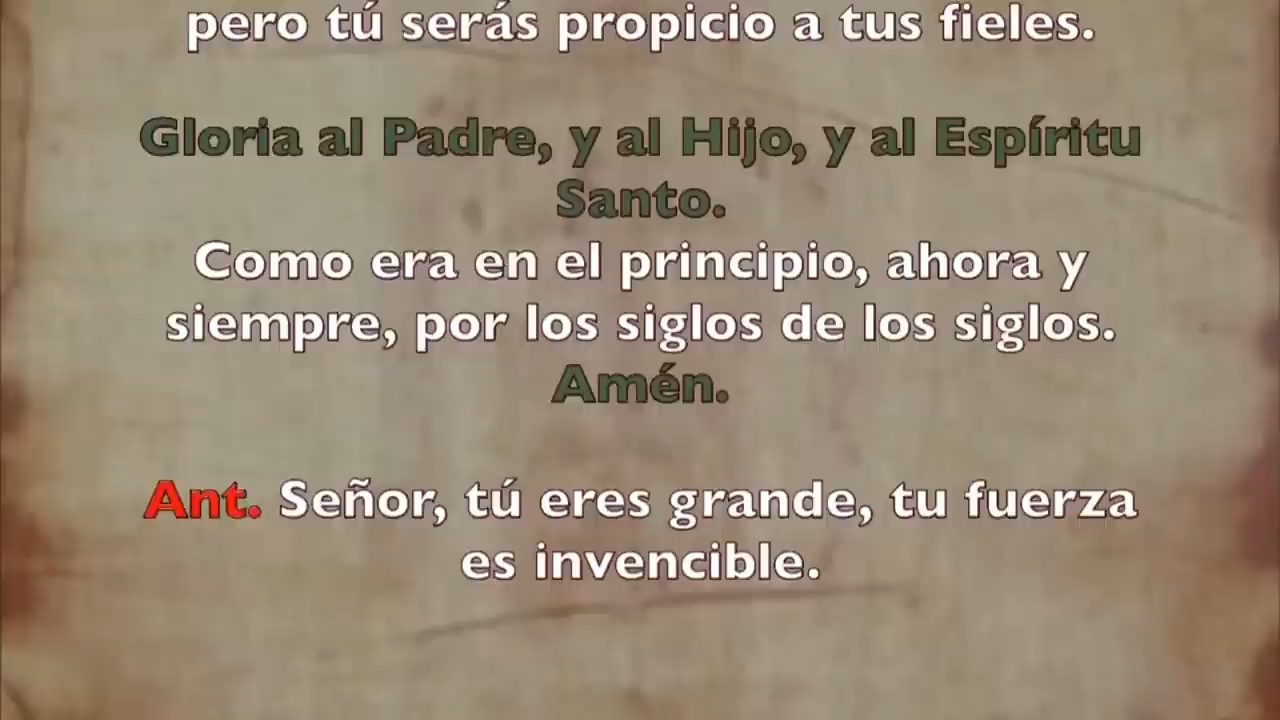 pero tú serás propicio a tus fieles.
Gloria al Padre, y al Hijo, y al Espíritu
Santo.
Como era en el principio, ahora y
siempre, por los siglos de los siglos.
Amén.
Ant. Señor, tú eres grande, tu fuerza
es invencible.